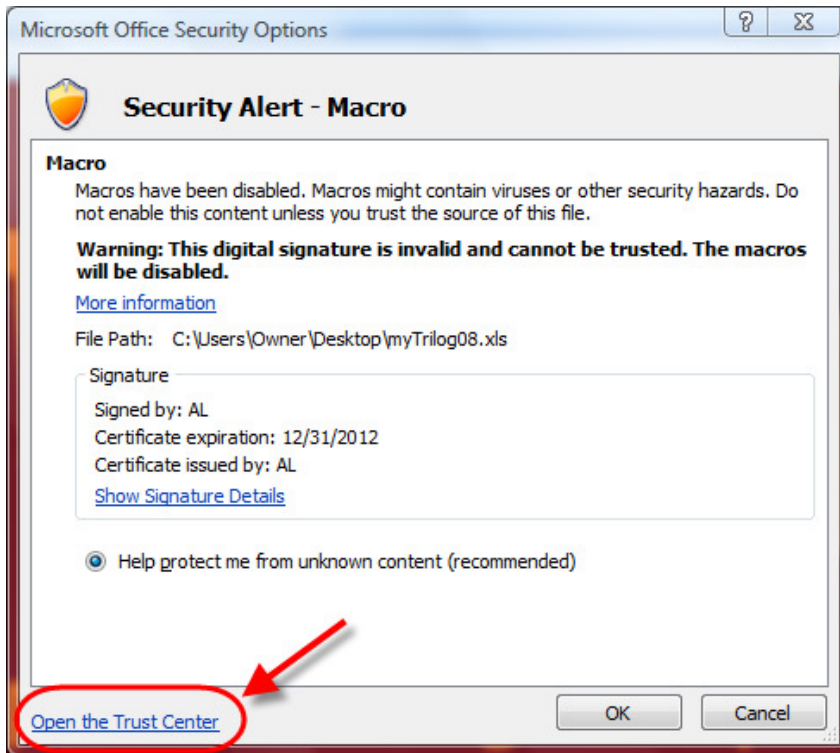 Microsoft Office Security Options
Security Alert - Macro
Macro
Macros have been disabled. Macros might contain viruses or other security hazards. Do
not enable this content unless you trust the source of this file.
Warning: This digital signature is invalid and cannot be trusted. The macros
will be disabled.
More information
File Path: C:\Users\Owner\Desktop\myTrilog08.xls
Signature
Signed by: AL
Certificate expiration: 12/31/2012
Certificate issued by: AL
Show Signature Details
Help protect me from unknown content (recommended)
Open the Trust Center
OK
Cancel